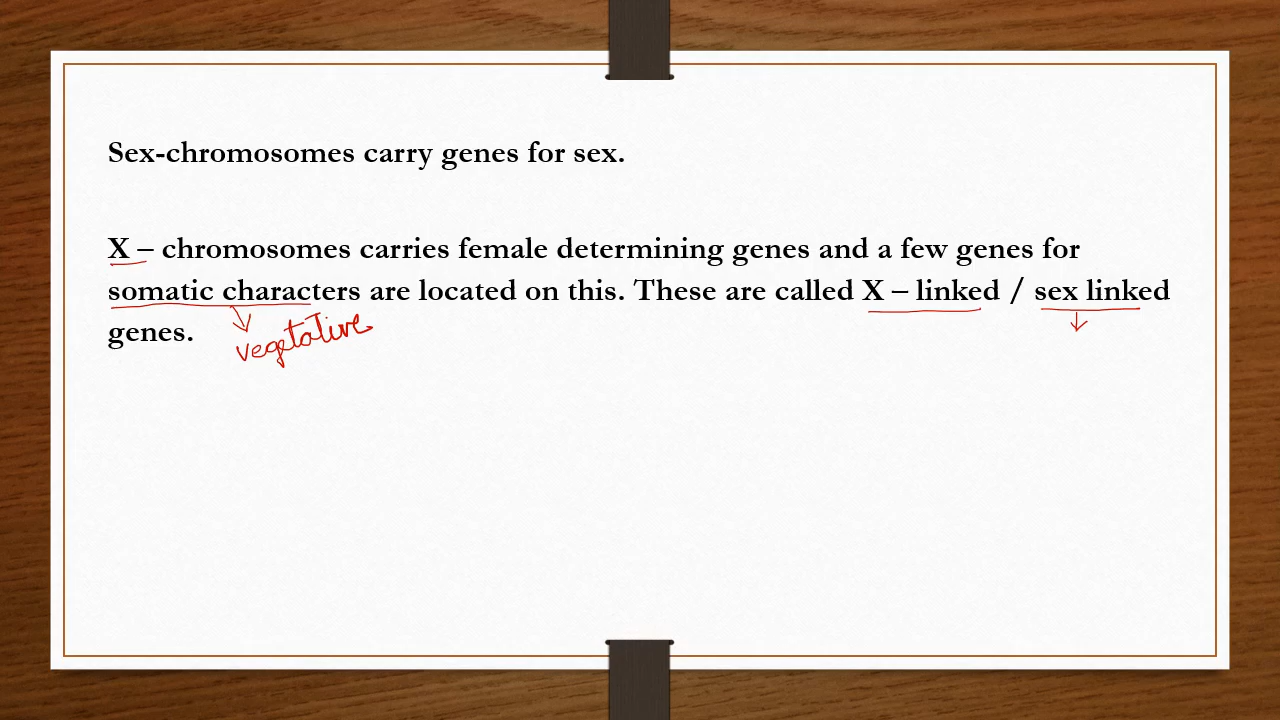 Sex-chromosomes carry genes for sex.
X – chromosomes carries female determining genes and a few genes for
somatic characters are located on this. These are called X – linked / sex linked
genes.
vegetative